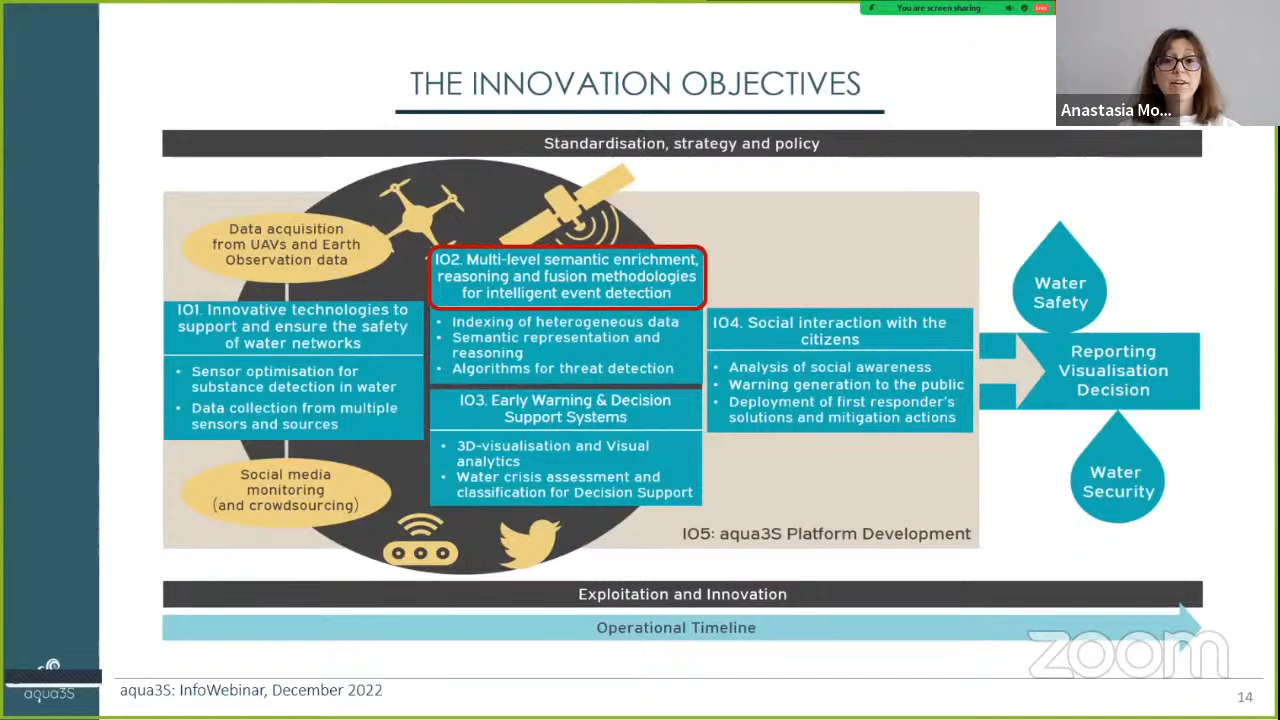 You are screen sharing
LIVE
Anastasia Mo...
THE INNOVATION OBJECTIVES
Standardisation, strategy and policy
Data acquisition
from UAVs and Earth
Observation data
IO1. Innovative technologies to
support and ensure the safety
of water networks
• Sensor optimisation for
substance detection in water
• Data collection from multiple
sensors and sources
Social media
monitoring
(and crowdsourcing)
IO2. Multi-level semantic enrichment,
reasoning and fusion methodologies
for intelligent event detection
• Indexing of heterogeneous data
• Semantic representation and
reasoning
• Algorithms for threat detection
IO3. Early Warning & Decision
Support Systems
• 3D-visualisation and Visual
analytics
• Water crisis assessment and
classification for Decision Support
IO4. Social interaction with the
citizens
• Analysis of social awareness
• Warning generation to the public
• Deployment of first responder's
solutions and mitigation actions
IO5: aqua3S Platform Development
Water
Safety
Reporting
Visualisation
Decision
Water
Security
Exploitation and Innovation
Operational Timeline
zoom
aqua3S
aqua3S: InfoWebinar, December 2022
14